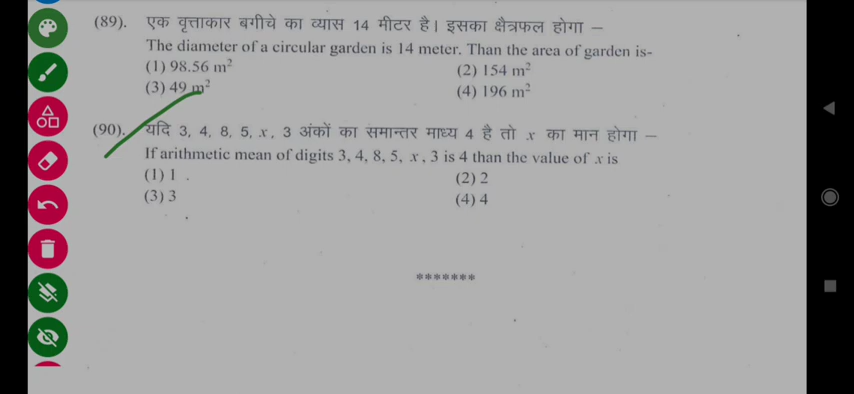 (89). एक वृत्ताकार बगीचे का व्यास 14 मीटर है। इसका क्षैत्रफल होगा –
The diameter of a circular garden is 14 meter. Than the area of garden is-
(1) 98.56 m² (2) 154 m²
(3) 49 m² (4) 196 m²
(90). यदि 3, 4, 8, 5, x, 3 अंकों का समान्तर माध्य 4 है तो x का मान होगा –
If arithmetic mean of digits 3, 4, 8, 5, x, 3 is 4 than the value of x is
(1) 1 . (2) 2
(3) 3 (4) 4
*******